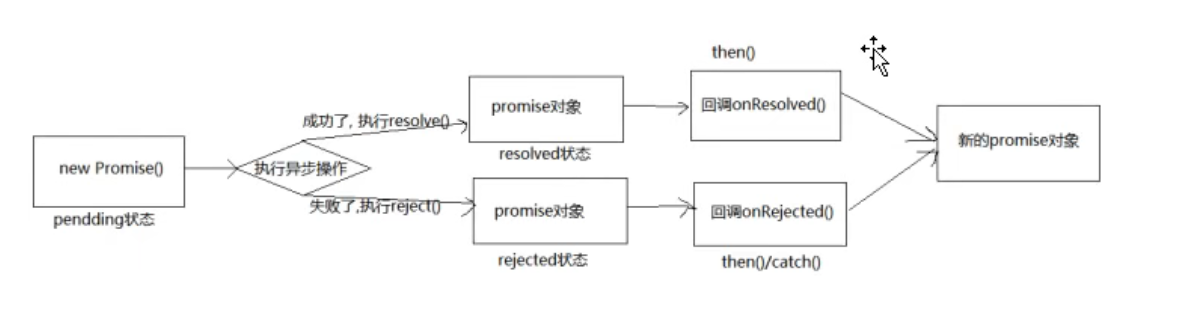 new Promise()
pendding状态
执行异步操作
成功了, 执行resolve()
失败了,执行reject()
promise对象
resolved状态
promise对象
rejected状态
then()
回调onResolved()
回调onRejected()
then()/catch()
新的promise对象